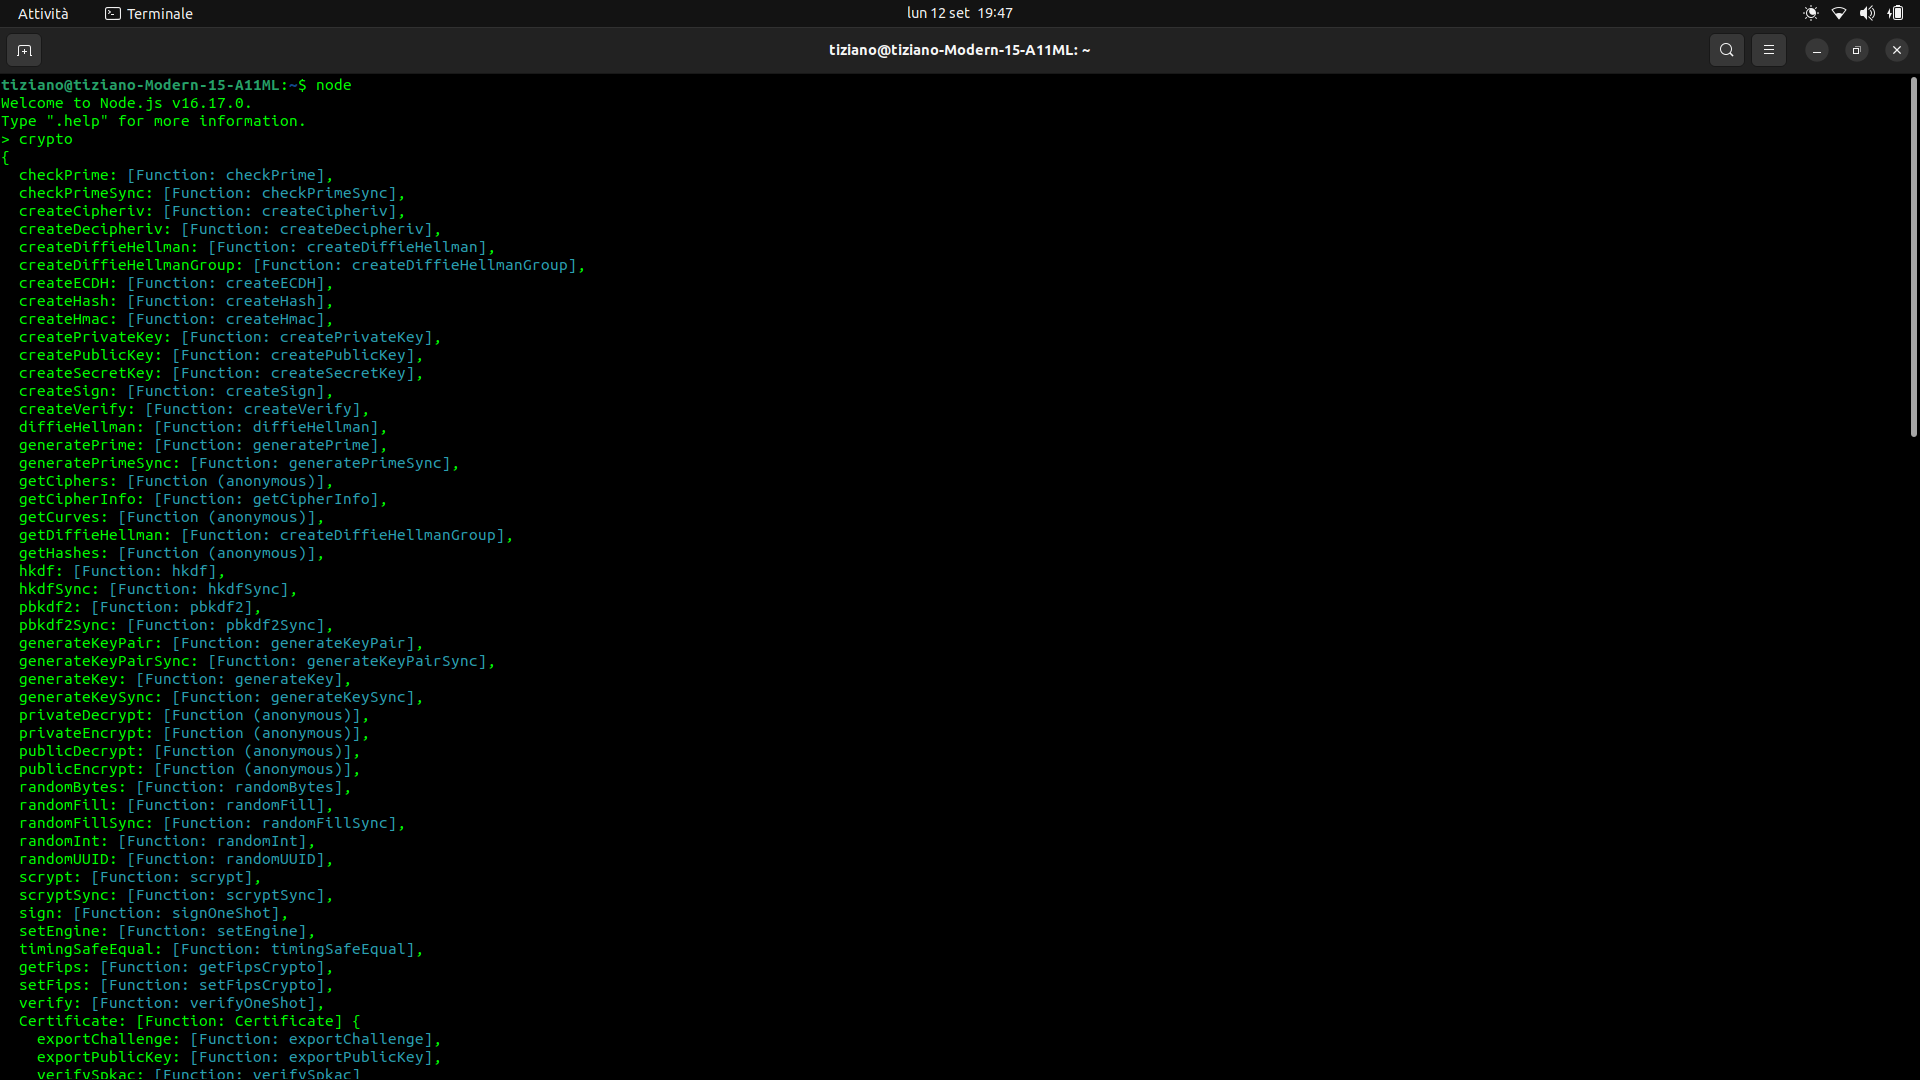 Attività Terminale lun 12 set 19:47
tiziano@tiziano-Modern-15-A11ML: ~
tiziano@tiziano-Modern-15-A11ML:~$ node
Welcome to Node.js v16.17.0.
Type ".help" for more information.
> crypto
{
  checkPrime: [Function: checkPrime],
  checkPrimeSync: [Function: checkPrimeSync],
  createCipheriv: [Function: createCipheriv],
  createDecipheriv: [Function: createDecipheriv],
  createDiffieHellman: [Function: createDiffieHellman],
  createDiffieHellmanGroup: [Function: createDiffieHellmanGroup],
  createECDH: [Function: createECDH],
  createHash: [Function: createHash],
  createHmac: [Function: createHmac],
  createPrivateKey: [Function: createPrivateKey],
  createPublicKey: [Function: createPublicKey],
  createSecretKey: [Function: createSecretKey],
  createSign: [Function: createSign],
  createVerify: [Function: createVerify],
  diffieHellman: [Function: diffieHellman],
  generatePrime: [Function: generatePrime],
  generatePrimeSync: [Function: generatePrimeSync],
  getCiphers: [Function (anonymous)],
  getCipherInfo: [Function: getCipherInfo],
  getCurves: [Function (anonymous)],
  getDiffieHellman: [Function: createDiffieHellmanGroup],
  getHashes: [Function (anonymous)],
  hkdf: [Function: hkdf],
  hkdfSync: [Function: hkdfSync],
  pbkdf2: [Function: pbkdf2],
  pbkdf2Sync: [Function: pbkdf2Sync],
  generateKeyPair: [Function: generateKeyPair],
  generateKeyPairSync: [Function: generateKeyPairSync],
  generateKey: [Function: generateKey],
  generateKeySync: [Function: generateKeySync],
  privateDecrypt: [Function (anonymous)],
  privateEncrypt: [Function (anonymous)],
  publicDecrypt: [Function (anonymous)],
  publicEncrypt: [Function (anonymous)],
  randomBytes: [Function: randomBytes],
  randomFill: [Function: randomFill],
  randomFillSync: [Function: randomFillSync],
  randomInt: [Function: randomInt],
  randomUUID: [Function: randomUUID],
  scrypt: [Function: scrypt],
  scryptSync: [Function: scryptSync],
  sign: [Function: signOneShot],
  setEngine: [Function: setEngine],
  timingSafeEqual: [Function: timingSafeEqual],
  getFips: [Function: getFipsCrypto],
  setFips: [Function: setFipsCrypto],
  verify: [Function: verifyOneShot],
  Certificate: [Function: Certificate] {
    exportChallenge: [Function: exportChallenge],
    exportPublicKey: [Function: exportPublicKey],
    verifySpkac: [Function: verifySpkac]